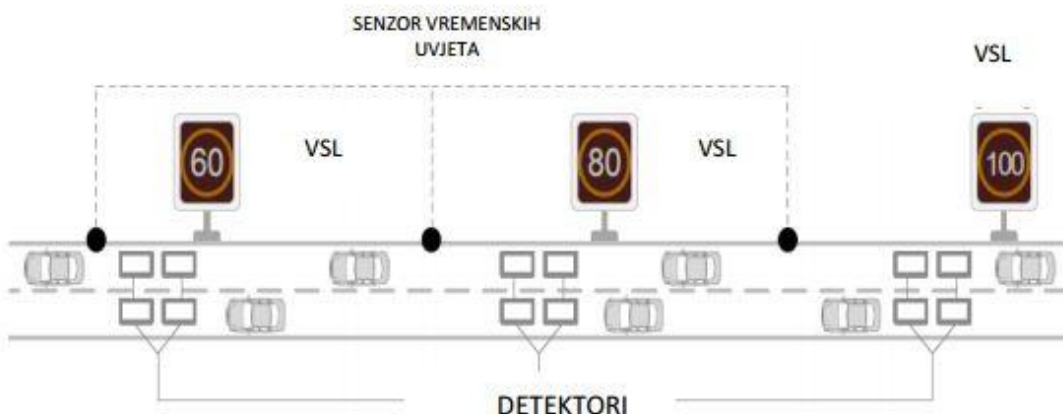 SENZOR VREMENSKIH
UVJETA
VSL
60
VSL
80
VSL
100
DETEKTORI